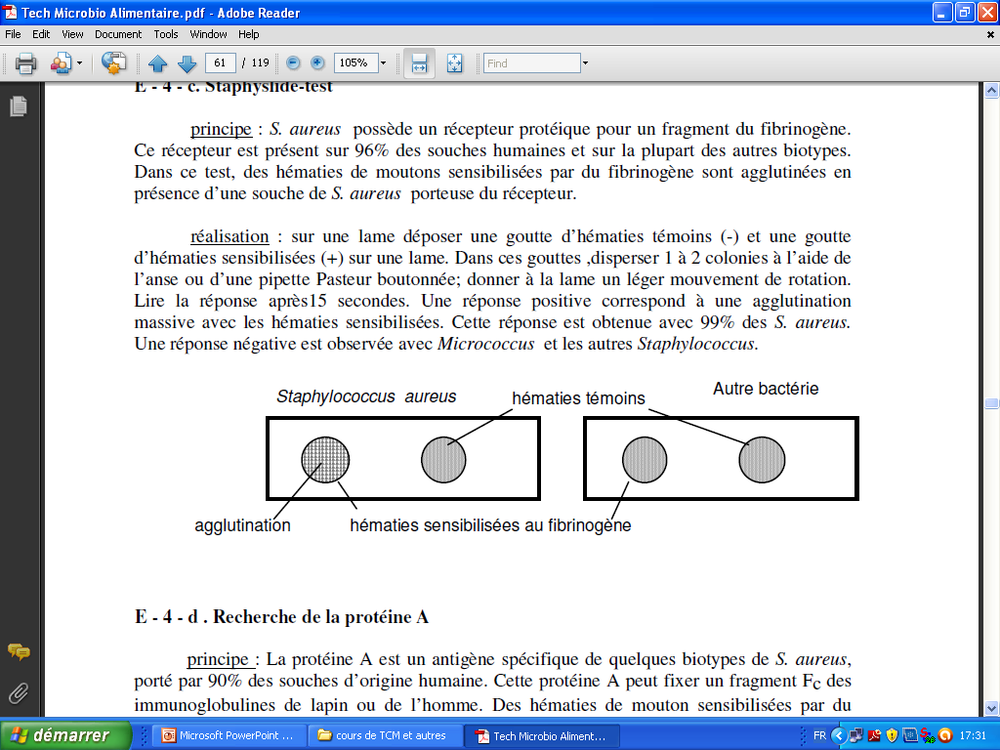 Tech Microbio Alimentaire.pdf - Adobe Reader
File Edit View Document Tools Window Help
61 / 119 105% Find
E - 4 - c. Staphyslide-test
principe : S. aureus possède un récepteur protéique pour un fragment du fibrinogène.
Ce récepteur est présent sur 96% des souches humaines et sur la plupart des autres biotypes.
Dans ce test, des hématies de moutons sensibilisées par du fibrinogène sont agglutinées en
présence d'une souche de S. aureus porteuse du récepteur.
réalisation : sur une lame déposer une goutte d'hématies témoins (-) et une goutte
d'hématies sensibilisées (+) sur une lame. Dans ces gouttes ,disperser 1 à 2 colonies à l'aide de
l'anse ou d'une pipette Pasteur boutonnée; donner à la lame un léger mouvement de rotation.
Lire la réponse après15 secondes. Une réponse positive correspond à une agglutination
massive avec les hématies sensibilisées. Cette réponse est obtenue avec 99% des S. aureus.
Une réponse négative est observée avec Micrococcus et les autres Staphylococcus.
Staphylococcus aureus hématies témoins Autre bactérie
agglutination hématies sensibilisées au fibrinogène
E - 4 - d . Recherche de la protéine A
principe : La protéine A est un antigène spécifique de quelques biotypes de S. aureus,
porté par 90% des souches d'origine humaine. Cette protéine A peut fixer un fragment Fc des
immunoglobulines de lapin ou de l'homme. Des hématies de mouton sensibilisées par du
démarrer Microsoft PowerPoint ... cours de TCM et autres Tech Microbio Aliment... FR 17:31